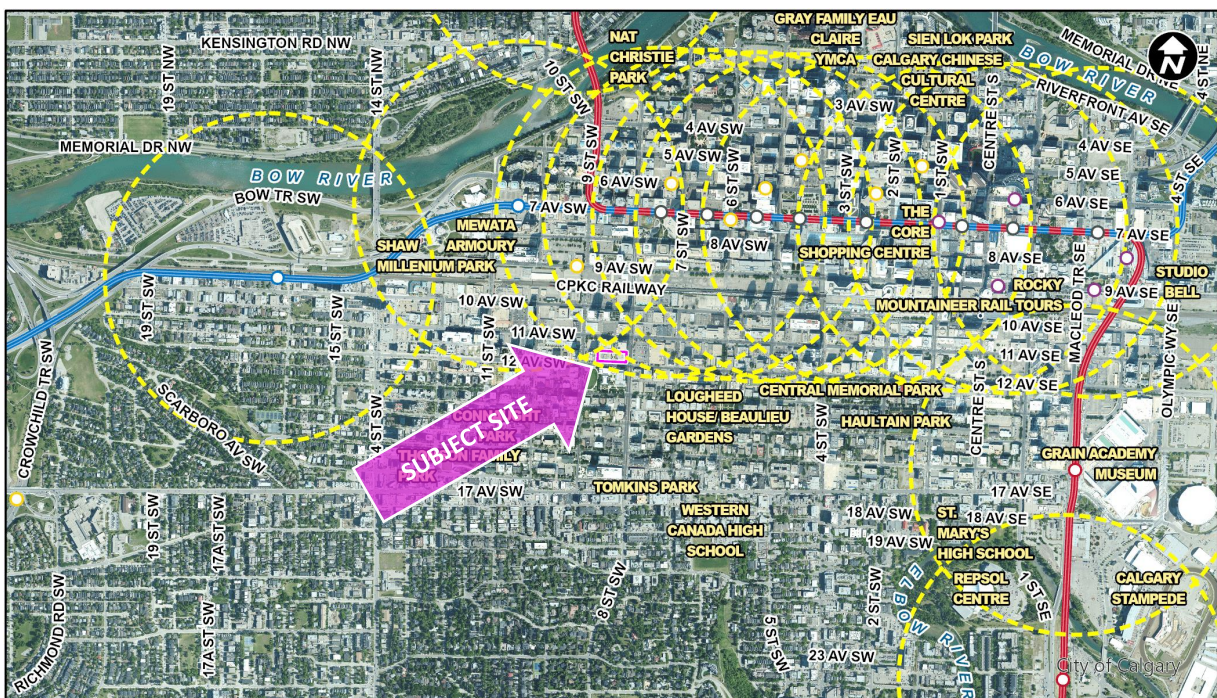 KENSINGTON RD NW
19 ST NW
14 ST NW
MEMORIAL DR NW
BOW RIVER
BOW TR SW
10 ST SW
9 ST SW
NAT
CHRISTIE
PARK
GRAY FAMILY EAU
CLAIRE
YMCA
SIEN LOK PARK
CALGARY CHINESE
CULTURAL
CENTRE
MEMORIAL DR NE
4 ST NE
N
BOW RIVER
RIVERFRONT AV SE
CENTRE ST S
3 AV SW
4 AV SW
5 AV SW
6 AV SW
7 AV SW
8 AV SW
9 AV SW
4 AV SE
5 AV SE
6 AV SE
7 AV SE
8 AV SE
9 AV SE
4 ST SE
7 ST SW
6 ST SW
3 ST SW
2 ST SW
1 ST SW
MEWATA
ARMOURY
SHAW
MILLENIUM PARK
THE
CORE
SHOPPING CENTRE
STUDIO
BELL
ROCKY
MOUNTAINEER RAIL TOURS
CPKC RAILWAY
10 AV SW
11 AV SW
12 AV SW
10 AV SE
11 AV SE
12 AV SE
19 ST SW
15 ST SW
11 ST SW
MACLEOD TR SE
OLYMPIC WY SE
CROWCHILD TR SW
SCARBORO AV SW
4 ST SW
SUBJECT SITE
CONNAUGHT
PARK
THOMSON FAMILY
PARK
LOUGHEED
HOUSE/ BEAULIEU
GARDENS
CENTRAL MEMORIAL PARK
HAULTAIN PARK
4 ST SW
CENTRE ST S
GRAIN ACADEMY
MUSEUM
17 AV SW
TOMKINS PARK
17 AV SE
WESTERN
CANADA HIGH
SCHOOL
18 AV SW
19 AV SW
18 AV SE
ST.
MARY'S
HIGH SCHOOL
REPSOL
CENTRE
CALGARY
STAMPEDE
19 ST SW
17A ST SW
17A ST SW
RICHMOND RD SW
8 ST SW
5 ST SW
2 ST SW
1 ST SE
ELBOW RIVER
23 AV SW
City of Calgary